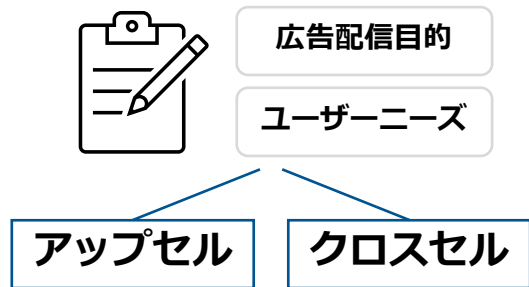 広告配信目的
ユーザーニーズ
アップセル
クロスセル